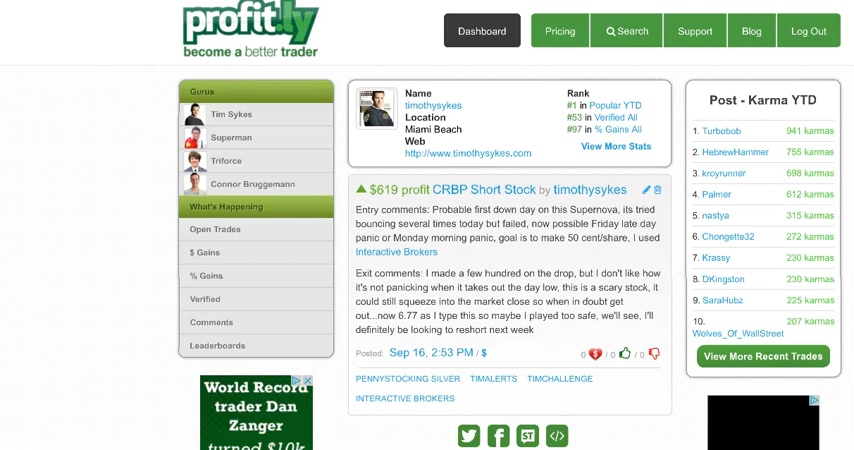 profit.ly
become a better trader
Dashboard
Pricing
Search
Support
Blog
Log Out
Gurus
Tim Sykes
Superman
Triforce
Connor Bruggemann
What's Happening
Open Trades
$ Gains
% Gains
Verified
Comments
Leaderboards
World Record
trader Dan
Zanger
turned $10k
Name
timothysykes
Location
Miami Beach
Web
http://www.timothysykes.com
Rank
#1 in Popular YTD
#53 in Verified All
#97 in % Gains All
View More Stats
$619 profit CRBP Short Stock by timothysykes
Entry comments: Probable first down day on this Supernova, its tried
bouncing several times today but failed, now possible Friday late day
panic or Monday morning panic, goal is to make 50 cent/share, I used
Interactive Brokers
Exit comments: I made a few hundred on the drop, but I don't like how
it's not panicking when it takes out the day low, this is a scary stock, it
could still squeeze into the market close so when in doubt get
out...now 6.77 as I type this so maybe I played too safe, we'll see, I'll
definitely be looking to reshort next week
Posted: Sep 16, 2:53 PM / $
0 / 0 / 0
PENNYSTOCKING SILVER TIMALERTS TIMCHALLENGE
INTERACTIVE BROKERS
ST
</>
Post - Karma YTD
1. Turbobob 941 karmas
2. HebrewHammer 755 karmas
3. kroyrunner 698 karmas
4. Palmer 612 karmas
5. nastya 315 karmas
6. Chongette32 272 karmas
7. Krassy 230 karmas
8. DKingston 230 karmas
9. SaraHubz 225 karmas
10. 207 karmas
Wolves_Of_WallStreet
View More Recent Trades